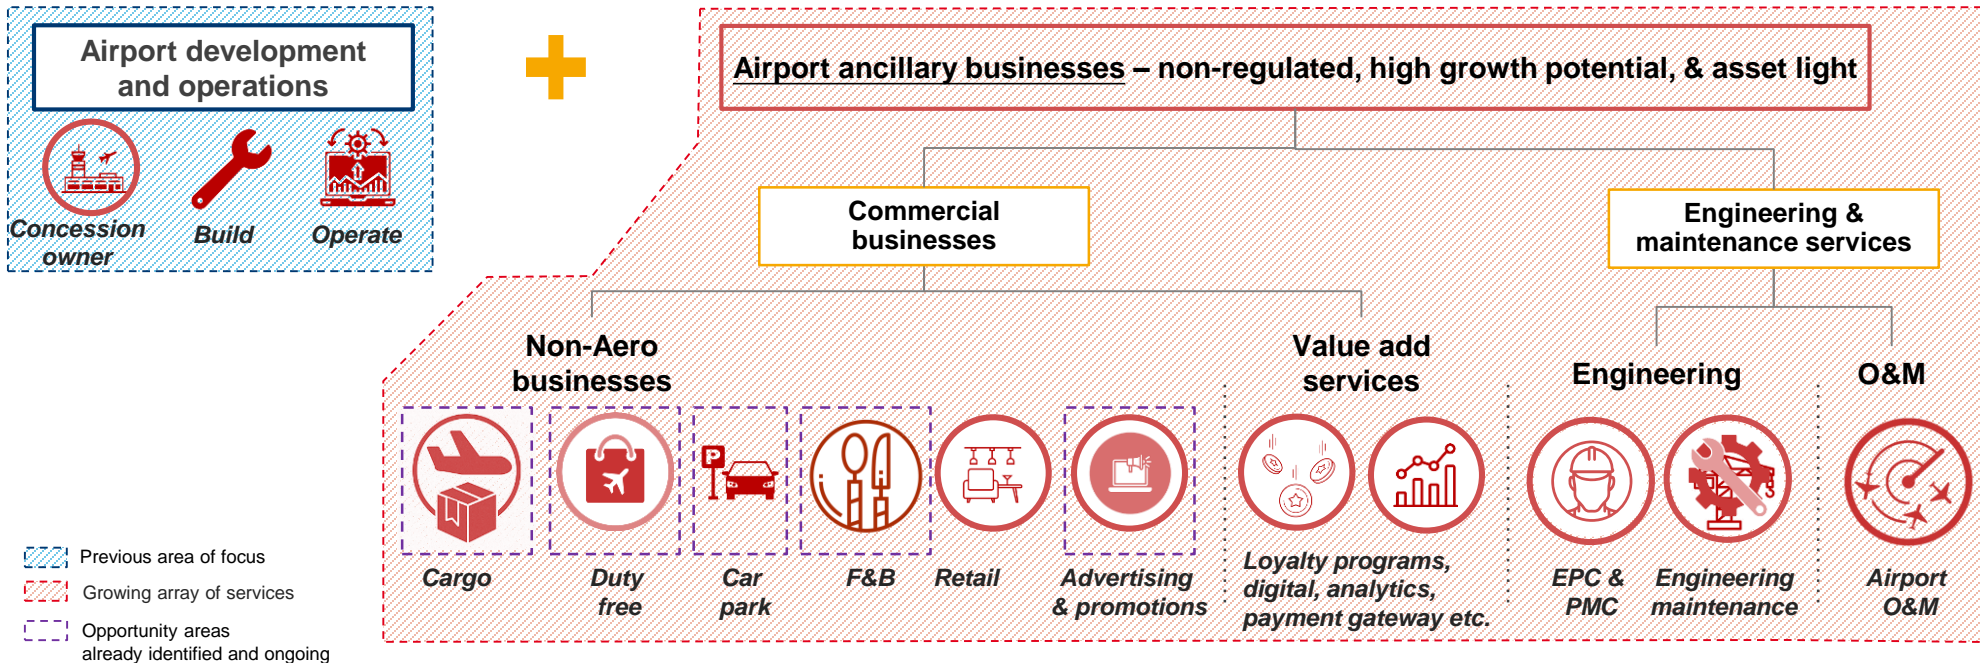 Airport development
and operations
Concession
owner
Build
Operate
Airport ancillary businesses – non-regulated, high growth potential, & asset light
Commercial
businesses
Engineering &
maintenance services
Non-Aero
businesses
Value add
services
Engineering
O&M
P
Cargo
Duty
free
Car
park
F&B
Retail
Advertising
& promotions
Loyalty programs,
digital, analytics,
payment gateway etc.
EPC &
PMC
Engineering
maintenance
Airport
O&M
Previous area of focus
Growing array of services
Opportunity areas
already identified and ongoing